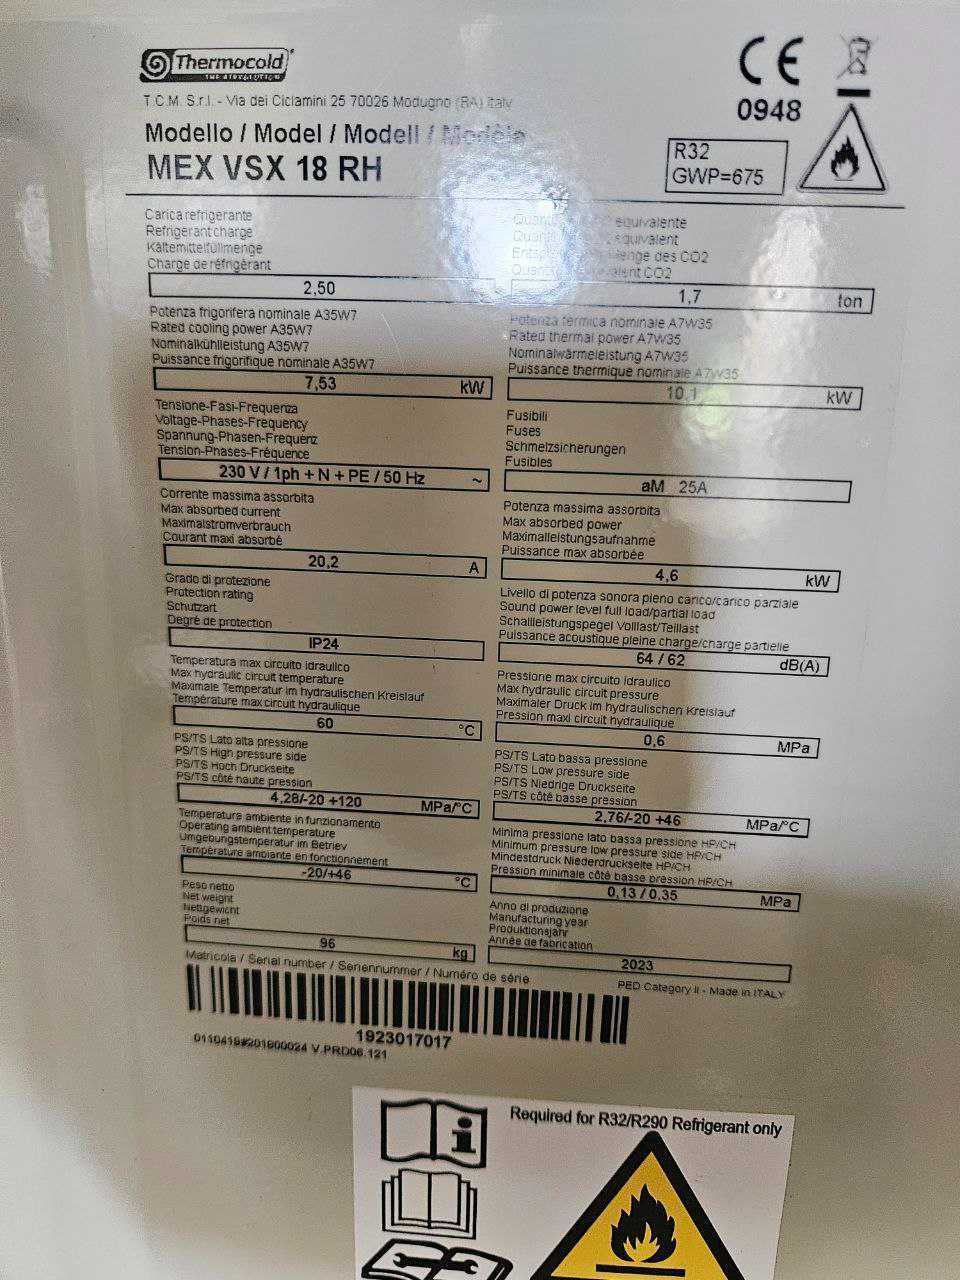 Thermocold
T.C.M. S.r.l. - Via dei Ciclamini 25 70026 Modugno (BA) Italy
Modello / Model / Modell / Modèle
MEX VSX 18 RH
CE
0948
R32
GWP=675
Carica refrigerante
Refrigerant charge
Kältemittelfüllmenge
Charge de réfrigérant
2,50
equivalente
equivalent
des CO2
CO2
1,7 ton
Potenza frigorifera nominale A35W7
Rated cooling power A35W7
Nominalkühlleistung A35W7
Puissance frigorifique nominale A35W7
7,53 kW
Potenza termica nominale A7W35
Rated thermal power A7W35
Nominalwärmeleistung A7W35
Puissance thermique nominale A7W35
10,1 kW
Tensione-Fasi-Frequenza
Voltage-Phases-Frequency
Spannung-Phasen-Frequenz
Tension-Phases-Fréquence
230 V / 1ph + N + PE / 50 Hz ~
Fusibili
Fuses
Schmelzsicherungen
Fusibles
aM 25A
Corrente massima assorbita
Max absorbed current
Maximalstromverbrauch
Courant maxi absorbé
20,2 A
Potenza massima assorbita
Max absorbed power
Maximalleistungsaufnahme
Puissance max absorbée
4,6 kW
Grado di protezione
Protection rating
Schutzart
Degré de protection
IP24
Livello di potenza sonora pieno carico/carico parziale
Sound power level full load/partial load
Schallleistungspegel Volllast/Teillast
Puissance acoustique pleine charge/charge partielle
64 / 62 dB(A)
Temperatura max circuito idraulico
Max hydraulic circuit temperature
Maximale Temperatur im hydraulischen Kreislauf
Température max circuit hydraulique
60 °C
Pressione max circuito idraulico
Max hydraulic circuit pressure
Maximaler Druck im hydraulischen Kreislauf
Pression maxi circuit hydraulique
0,6 MPa
PS/TS Lato alta pressione
PS/TS High pressure side
PS/TS Hoch Druckseite
PS/TS côté haute pression
4,28/-20 +120 MPa/°C
PS/TS Lato bassa pressione
PS/TS Low pressure side
PS/TS Niedrige Druckseite
PS/TS côté basse pression
2,76/-20 +46 MPa/°C
Temperatura ambiente in funzionamento
Operating ambient temperature
Umgebungstemperatur im Betriev
Température ambiante en fonctionnement
-20/+46 °C
Minima pressione lato bassa pressione HP/CH
Minimum pressure low pressure side HP/CH
Mindestdruck Niederdruckseite HP/CH
Pression minimale côté basse pression HP/CH
0,13 / 0,35 MPa
Peso netto
Net weight
Nettgewicht
Poids net
96 kg
Anno di produzione
Manufacturing year
Produktionsjahr
Année de fabrication
2023
Matricola / Serial number / Seriennummer / Numéro de série
PED Category II - Made in ITALY
1923017017
0110419#201800024 V.PRD06.121
Required for R32/R290 Refrigerant only